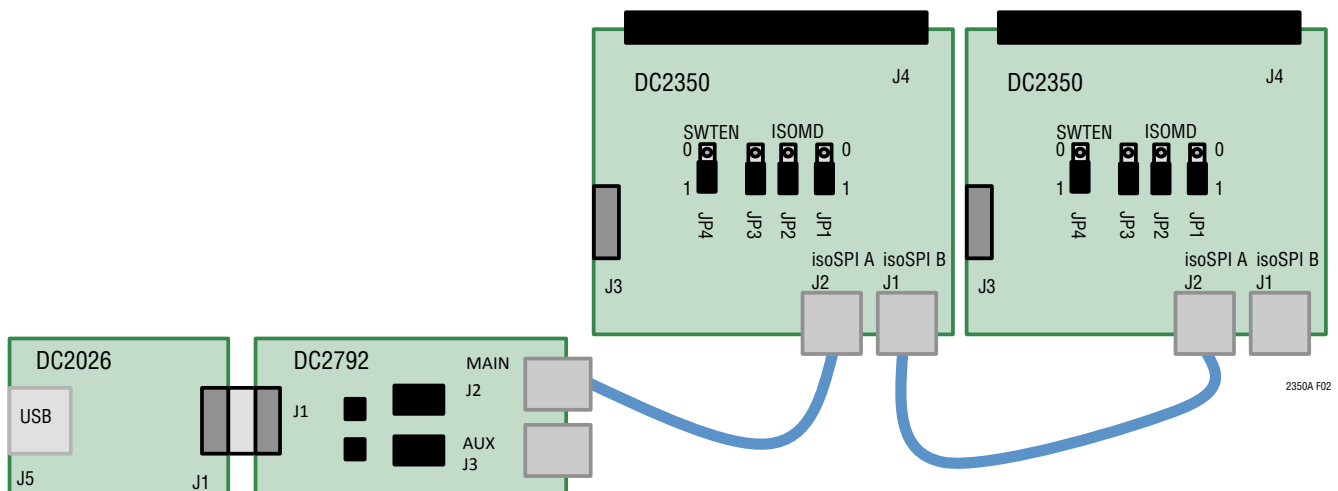 DC2350
J4
SWTEN
ISOMD
0
0
1
1
JP4
JP3
JP2
JP1
isoSPI A
isoSPI B
J3
J2
J1
DC2350
J4
SWTEN
ISOMD
0
0
1
1
JP4
JP3
JP2
JP1
isoSPI A
isoSPI B
J3
J2
J1
DC2026
USB
J5
J1
DC2792
J1
MAIN
J2
AUX
J3
2350A F02